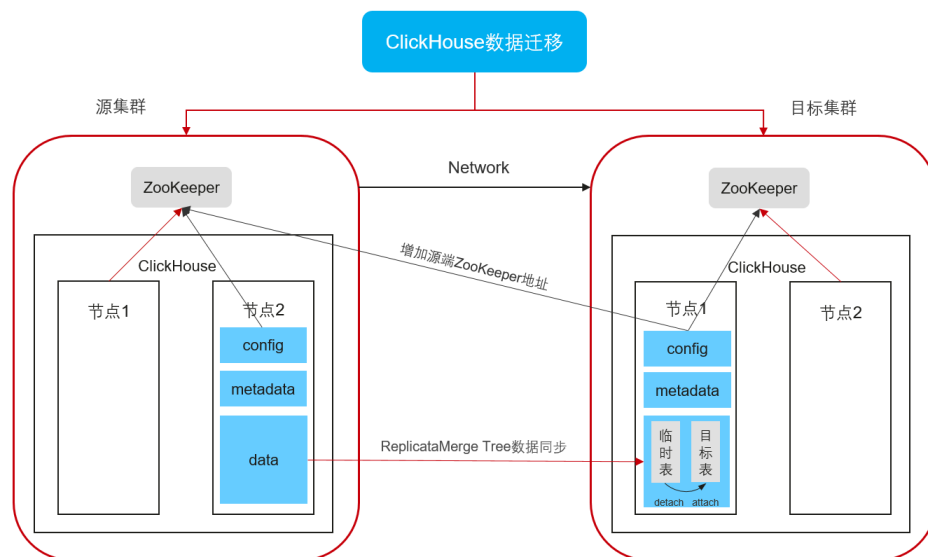 ClickHouse数据迁移
源集群
目标集群
Network
ZooKeeper
ZooKeeper
增加源端ZooKeeper地址
ClickHouse
ClickHouse
节点1
节点2
节点1
节点2
config
config
metadata
metadata
data
ReplicataMerge Tree数据同步
临时表
目标表
detach
attach